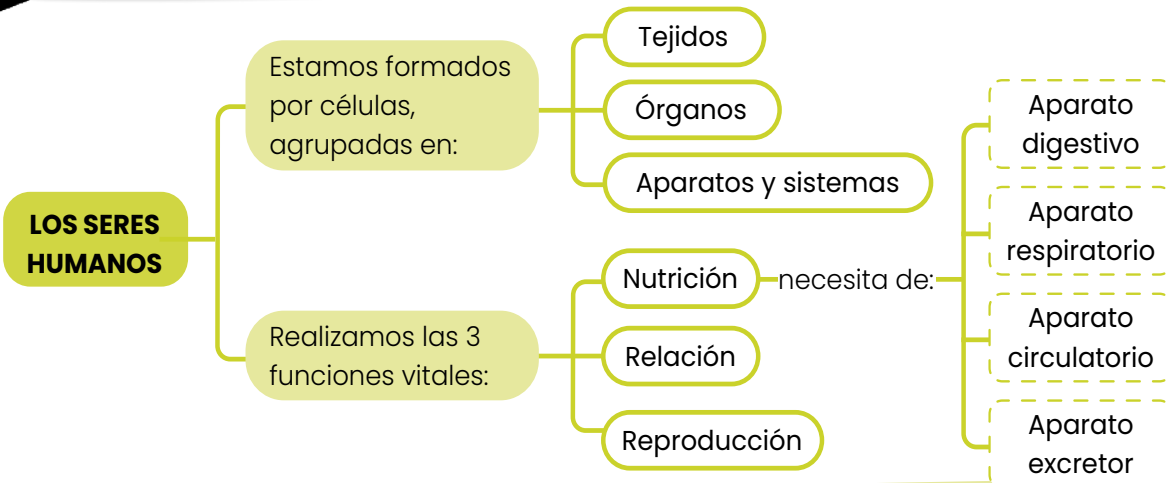 LOS SERES
HUMANOS
Estamos formados
por células,
agrupadas en:
Tejidos
Órganos
Aparatos y sistemas
Realizamos las 3
funciones vitales:
Nutrición
necesita de:
Relación
Reproducción
Aparato
digestivo
Aparato
respiratorio
Aparato
circulatorio
Aparato
excretor